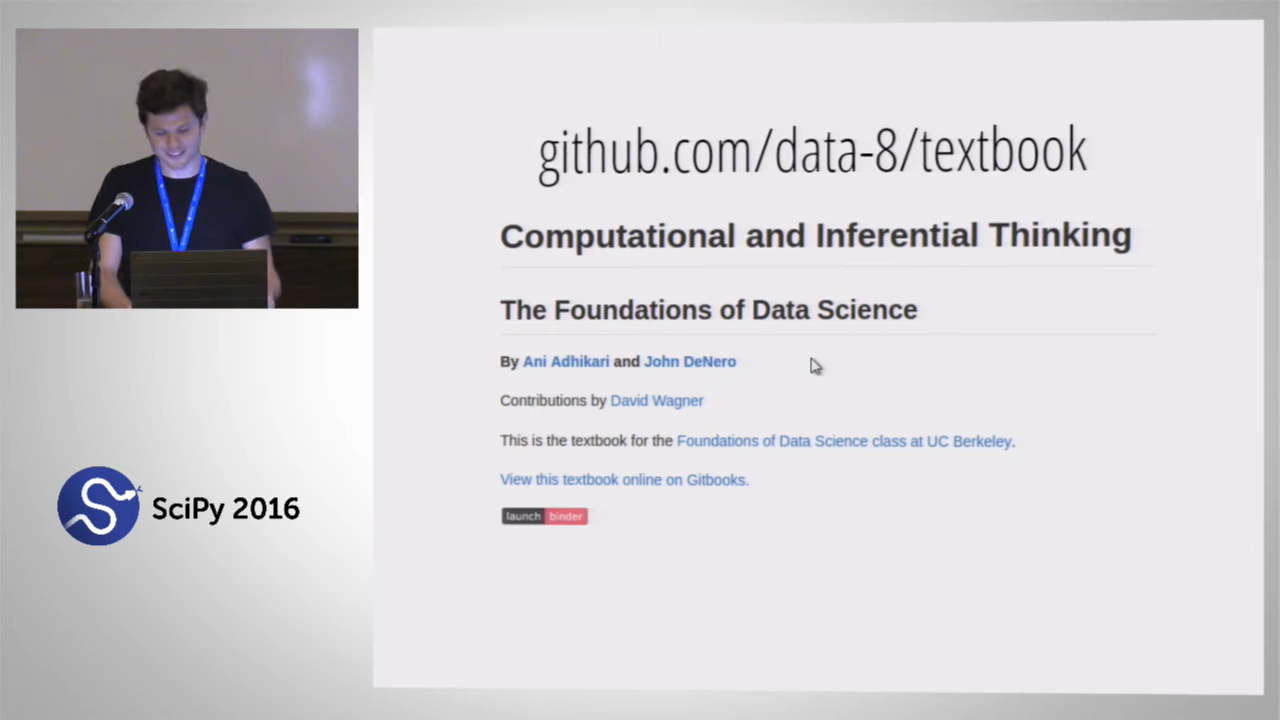 github.com/data-8/textbook
Computational and Inferential Thinking
The Foundations of Data Science
By Ani Adhikari and John DeNero
Contributions by David Wagner
This is the textbook for the Foundations of Data Science class at UC Berkeley.
View this textbook online on Gitbooks.
launch binder
SciPy 2016